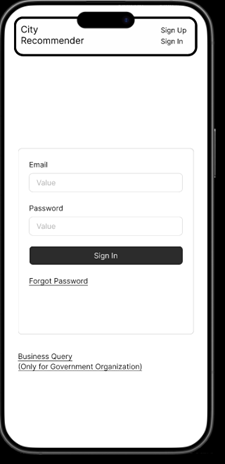 City
Recommender
Sign Up
Sign In
Email
Value
Password
Value
Sign In
Forgot Password
Business Query
(Only for Government Organization)